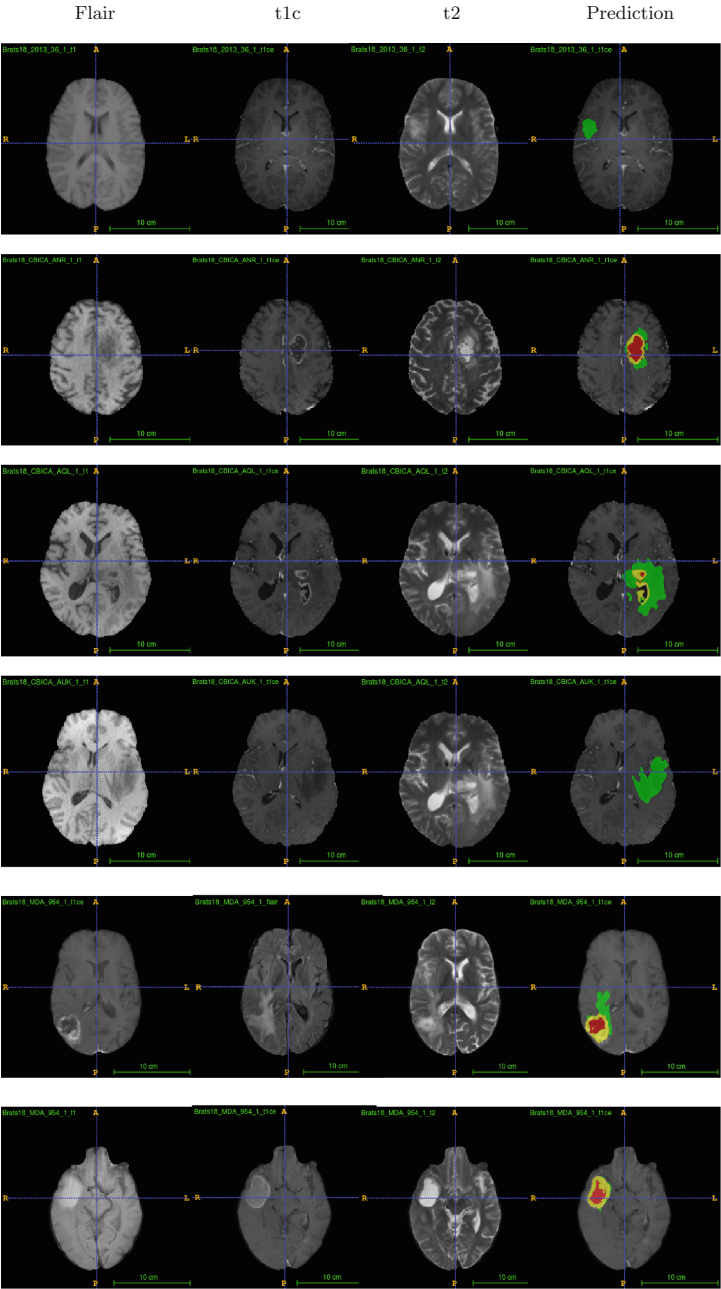 Flair t1c t2 Prediction
Brats18_2013_36_1_t1 A Brats18_2013_36_1_t1ce A Brats18_2013_36_1_t2 A Brats18_2013_36_1_t1ce A
R L R R R L
P 10 cm P 10 cm P 10 cm P 10 cm
Brats18_CBICA_ANR_1_t1 A Brats18_CBICA_ANR_1_t1ce A Brats18_CBICA_ANR_1_t2 A Brats18_CBICA_ANR_1_t1ce A
R L R R L
P 10 cm P 10 cm P 10 cm P 10 cm
Brats18_CBICA_AQL_1_t1 A Brats18_CBICA_AQL_1_t1ce A Brats18_CBICA_AQL_1_t2 A Brats18_CBICA_AQL_1_t1ce A
R L R R R L
P 10 cm P 10 cm P 10 cm P 10 cm
Brats18_CBICA_AUK_1_t1 A Brats18_CBICA_AUK_1_t1ce A Brats18_CBICA_AQL_1_t2 A Brats18_CBICA_AUK_1_t1ce A
R L R R R L
P 10 cm P 10 cm P 10 cm P 10 cm
Brats18_MDA_954_1_t1ce A Brats18_MDA_954_1_flair A Brats18_MDA_954_1_t2 A Brats18_MDA_954_1_t1ce A
R L R R R L
P 10 cm P 10 cm P 10 cm P 10 cm
Brats18_MDA_954_1_t1 A Brats18_MDA_954_1_t1ce A Brats18_MDA_954_1_t2 A Brats18_MDA_954_1_t1ce A
R L R R R L
P 10 cm P 10 cm P 10 cm P 10 cm